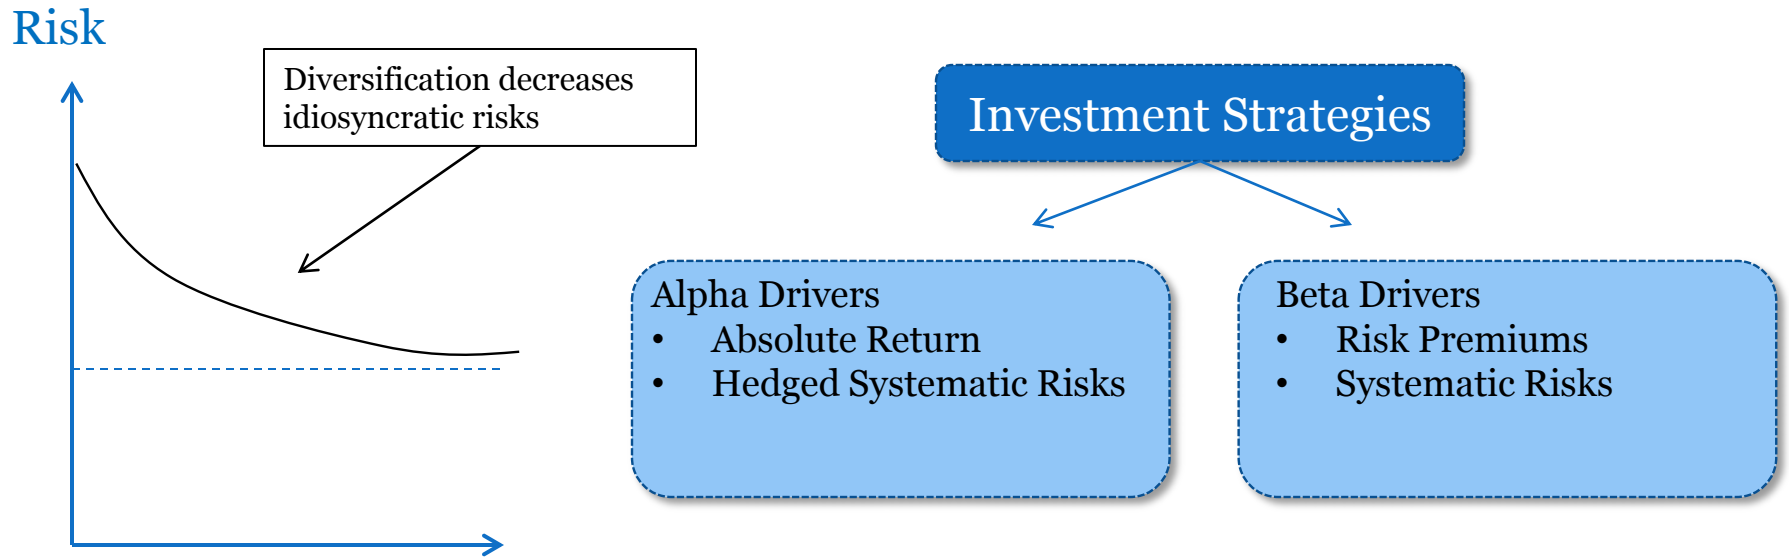 Risk
Diversification decreases
idiosyncratic risks
Investment Strategies
Alpha Drivers
• Absolute Return
• Hedged Systematic Risks
Beta Drivers
• Risk Premiums
• Systematic Risks